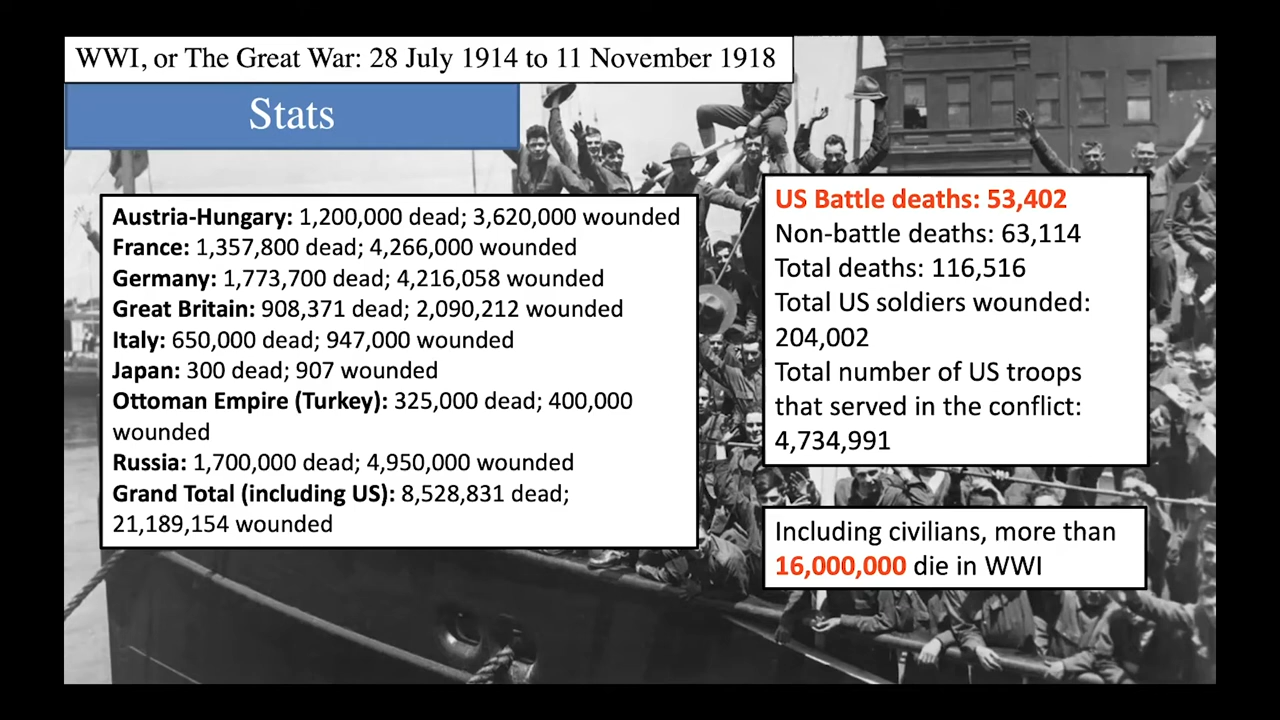 WWI, or The Great War: 28 July 1914 to 11 November 1918
Stats
Austria-Hungary: 1,200,000 dead; 3,620,000 wounded
France: 1,357,800 dead; 4,266,000 wounded
Germany: 1,773,700 dead; 4,216,058 wounded
Great Britain: 908,371 dead; 2,090,212 wounded
Italy: 650,000 dead; 947,000 wounded
Japan: 300 dead; 907 wounded
Ottoman Empire (Turkey): 325,000 dead; 400,000
wounded
Russia: 1,700,000 dead; 4,950,000 wounded
Grand Total (including US): 8,528,831 dead;
21,189,154 wounded
US Battle deaths: 53,402
Non-battle deaths: 63,114
Total deaths: 116,516
Total US soldiers wounded:
204,002
Total number of US troops
that served in the conflict:
4,734,991
Including civilians, more than
16,000,000 die in WWI